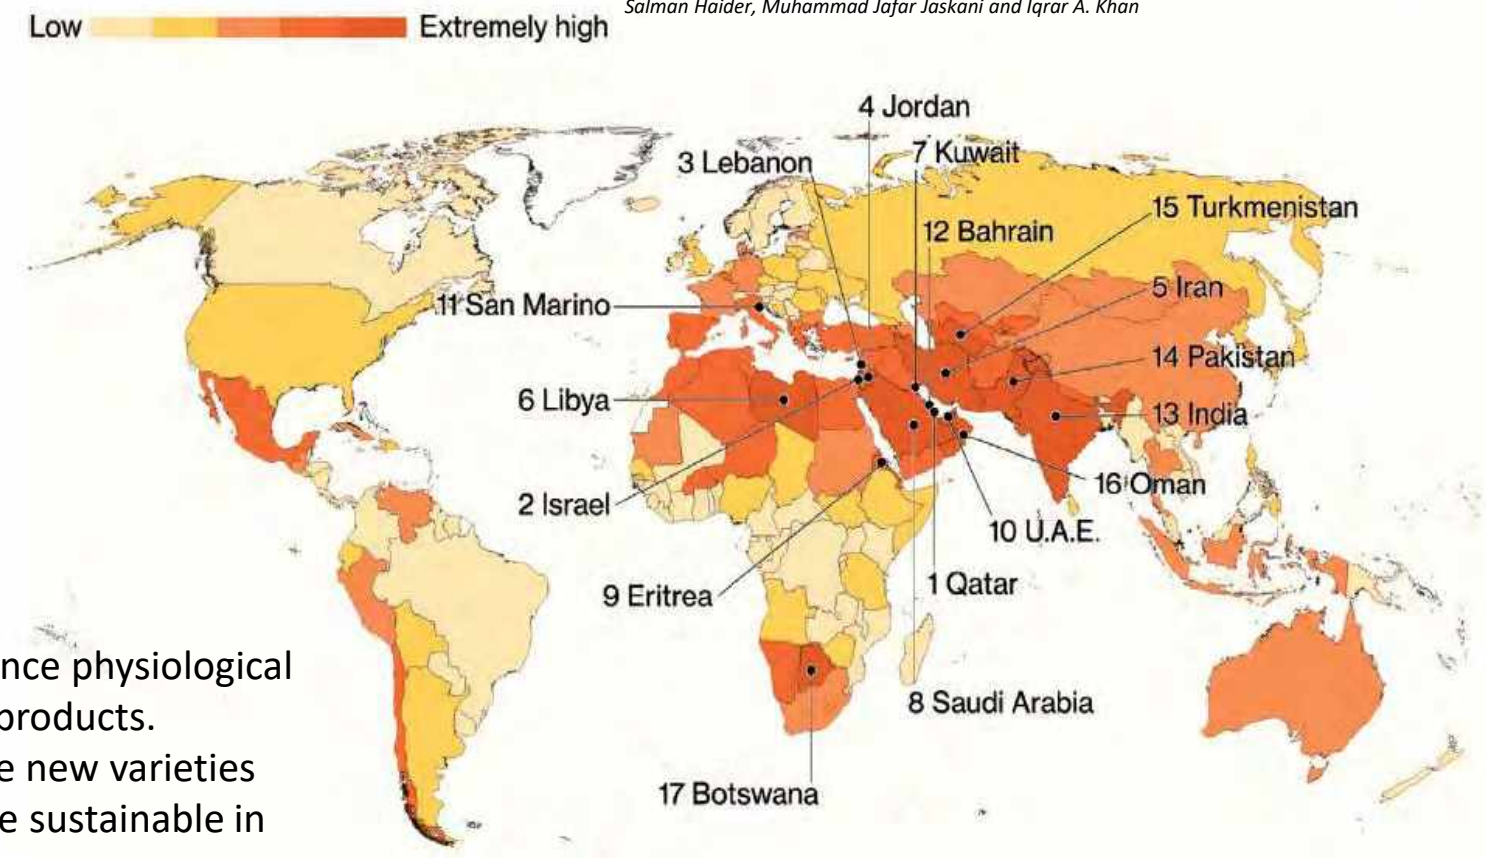 Salman Haider, Muhammad Jafar Jaskani and Iqrar A. Khan
Low Extremely high
4 Jordan
3 Lebanon
7 Kuwait
15 Turkmenistan
12 Bahrain
5 Iran
11 San Marino
14 Pakistan
6 Libya
13 India
16 Oman
2 Israel
10 U.A.E.
1 Qatar
9 Eritrea
8 Saudi Arabia
17 Botswana
nce physiological
products.
e new varieties
e sustainable in